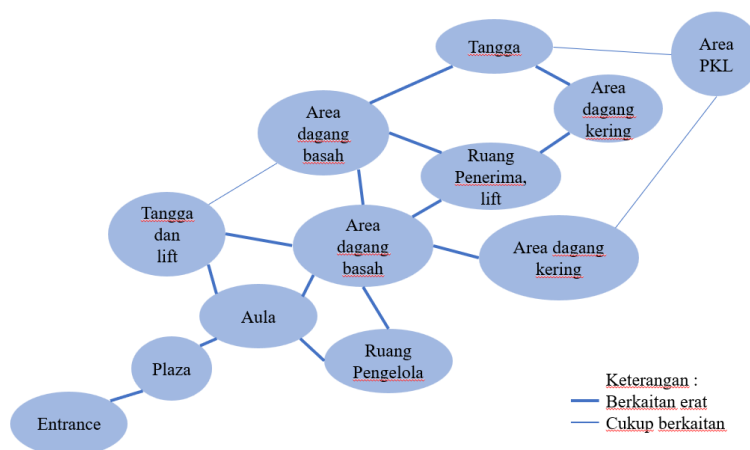 Tangga
Area
PKL
Area
dagang
kering
Area
dagang
basah
Ruang
Penerima,
lift
Tangga
dan
lift
Area
dagang
basah
Area dagang
kering
Aula
Ruang
Pengelola
Plaza
Entrance
Keterangan :
Berkaitan erat
Cukup berkaitan